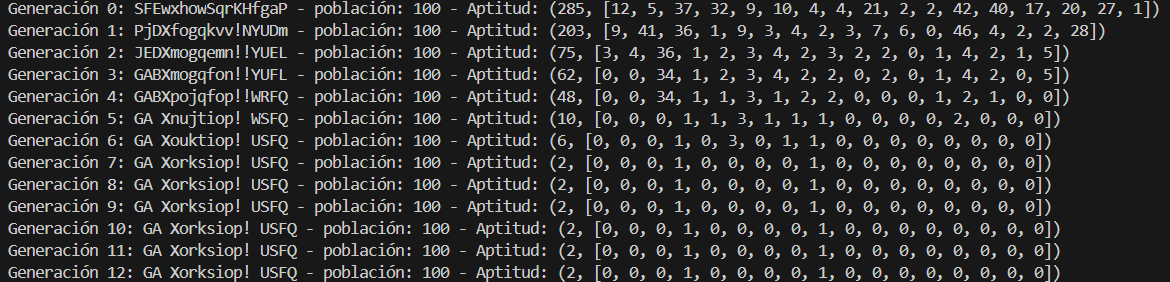 Generación 0: SFEwxhowSqrKHfgaP - población: 100 - Aptitud: (285, [12, 5, 37, 32, 9, 10, 4, 4, 21, 2, 2, 42, 40, 17, 20, 27, 1])
Generación 1: PjDXfogqkvv!NYUDm - población: 100 - Aptitud: (203, [9, 41, 36, 1, 9, 3, 4, 2, 3, 7, 6, 0, 46, 4, 2, 2, 28])
Generación 2: JEDXmogqemn!!YUEL - población: 100 - Aptitud: (75, [3, 4, 36, 1, 2, 3, 4, 2, 3, 2, 2, 0, 1, 4, 2, 1, 5])
Generación 3: GABXmogqfon!!YUFL - población: 100 - Aptitud: (62, [0, 0, 34, 1, 2, 3, 4, 2, 2, 0, 2, 0, 1, 4, 2, 0, 5])
Generación 4: GABXpojqfop!!WRFQ - población: 100 - Aptitud: (48, [0, 0, 34, 1, 1, 3, 1, 2, 2, 0, 0, 0, 1, 2, 1, 0, 0])
Generación 5: GA Xnujtiop! WSFQ - población: 100 - Aptitud: (10, [0, 0, 0, 1, 1, 3, 1, 1, 1, 0, 0, 0, 0, 2, 0, 0, 0])
Generación 6: GA Xouktiop! USFQ - población: 100 - Aptitud: (6, [0, 0, 0, 1, 0, 3, 0, 1, 1, 0, 0, 0, 0, 0, 0, 0, 0])
Generación 7: GA Xorksiop! USFQ - población: 100 - Aptitud: (2, [0, 0, 0, 1, 0, 0, 0, 0, 1, 0, 0, 0, 0, 0, 0, 0, 0])
Generación 8: GA Xorksiop! USFQ - población: 100 - Aptitud: (2, [0, 0, 0, 1, 0, 0, 0, 0, 1, 0, 0, 0, 0, 0, 0, 0, 0])
Generación 9: GA Xorksiop! USFQ - población: 100 - Aptitud: (2, [0, 0, 0, 1, 0, 0, 0, 0, 1, 0, 0, 0, 0, 0, 0, 0, 0])
Generación 10: GA Xorksiop! USFQ - población: 100 - Aptitud: (2, [0, 0, 0, 1, 0, 0, 0, 0, 1, 0, 0, 0, 0, 0, 0, 0, 0])
Generación 11: GA Xorksiop! USFQ - población: 100 - Aptitud: (2, [0, 0, 0, 1, 0, 0, 0, 0, 1, 0, 0, 0, 0, 0, 0, 0, 0])
Generación 12: GA Xorksiop! USFQ - población: 100 - Aptitud: (2, [0, 0, 0, 1, 0, 0, 0, 0, 1, 0, 0, 0, 0, 0, 0, 0, 0])